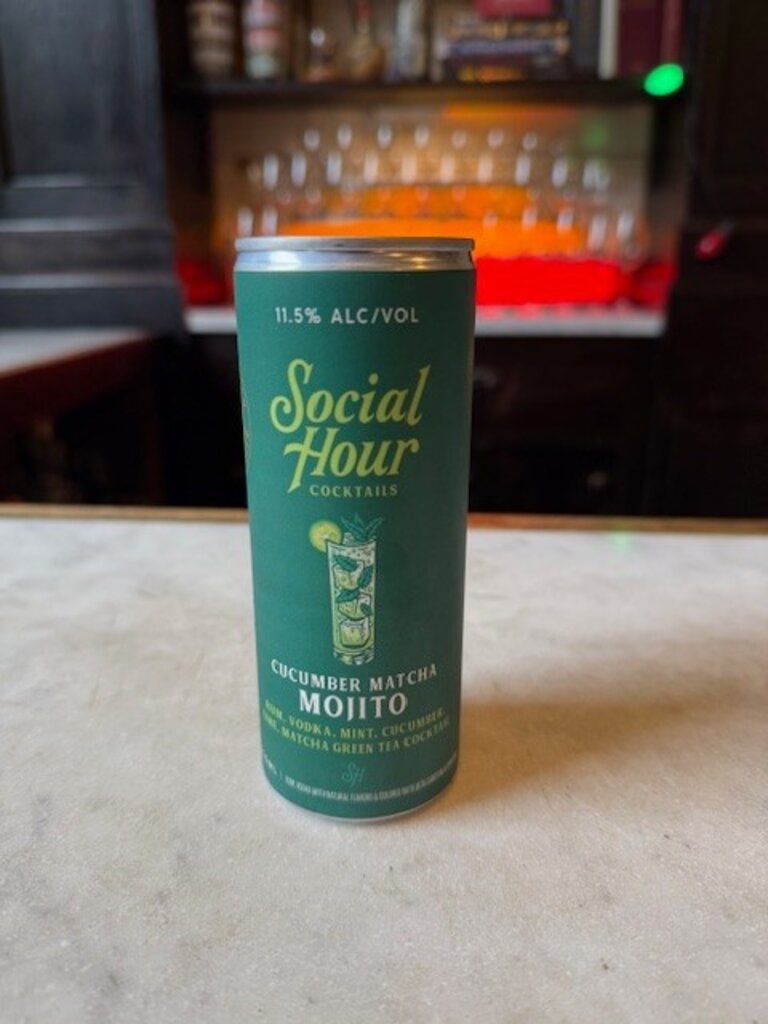 11.5% ALC/VOL
Social
Hour
COCKTAILS
CUCUMBER MATCHA
MOJITO
RUM, VODKA, MINT, CUCUMBER,
LIME, MATCHA GREEN TEA COCKTAIL
SH